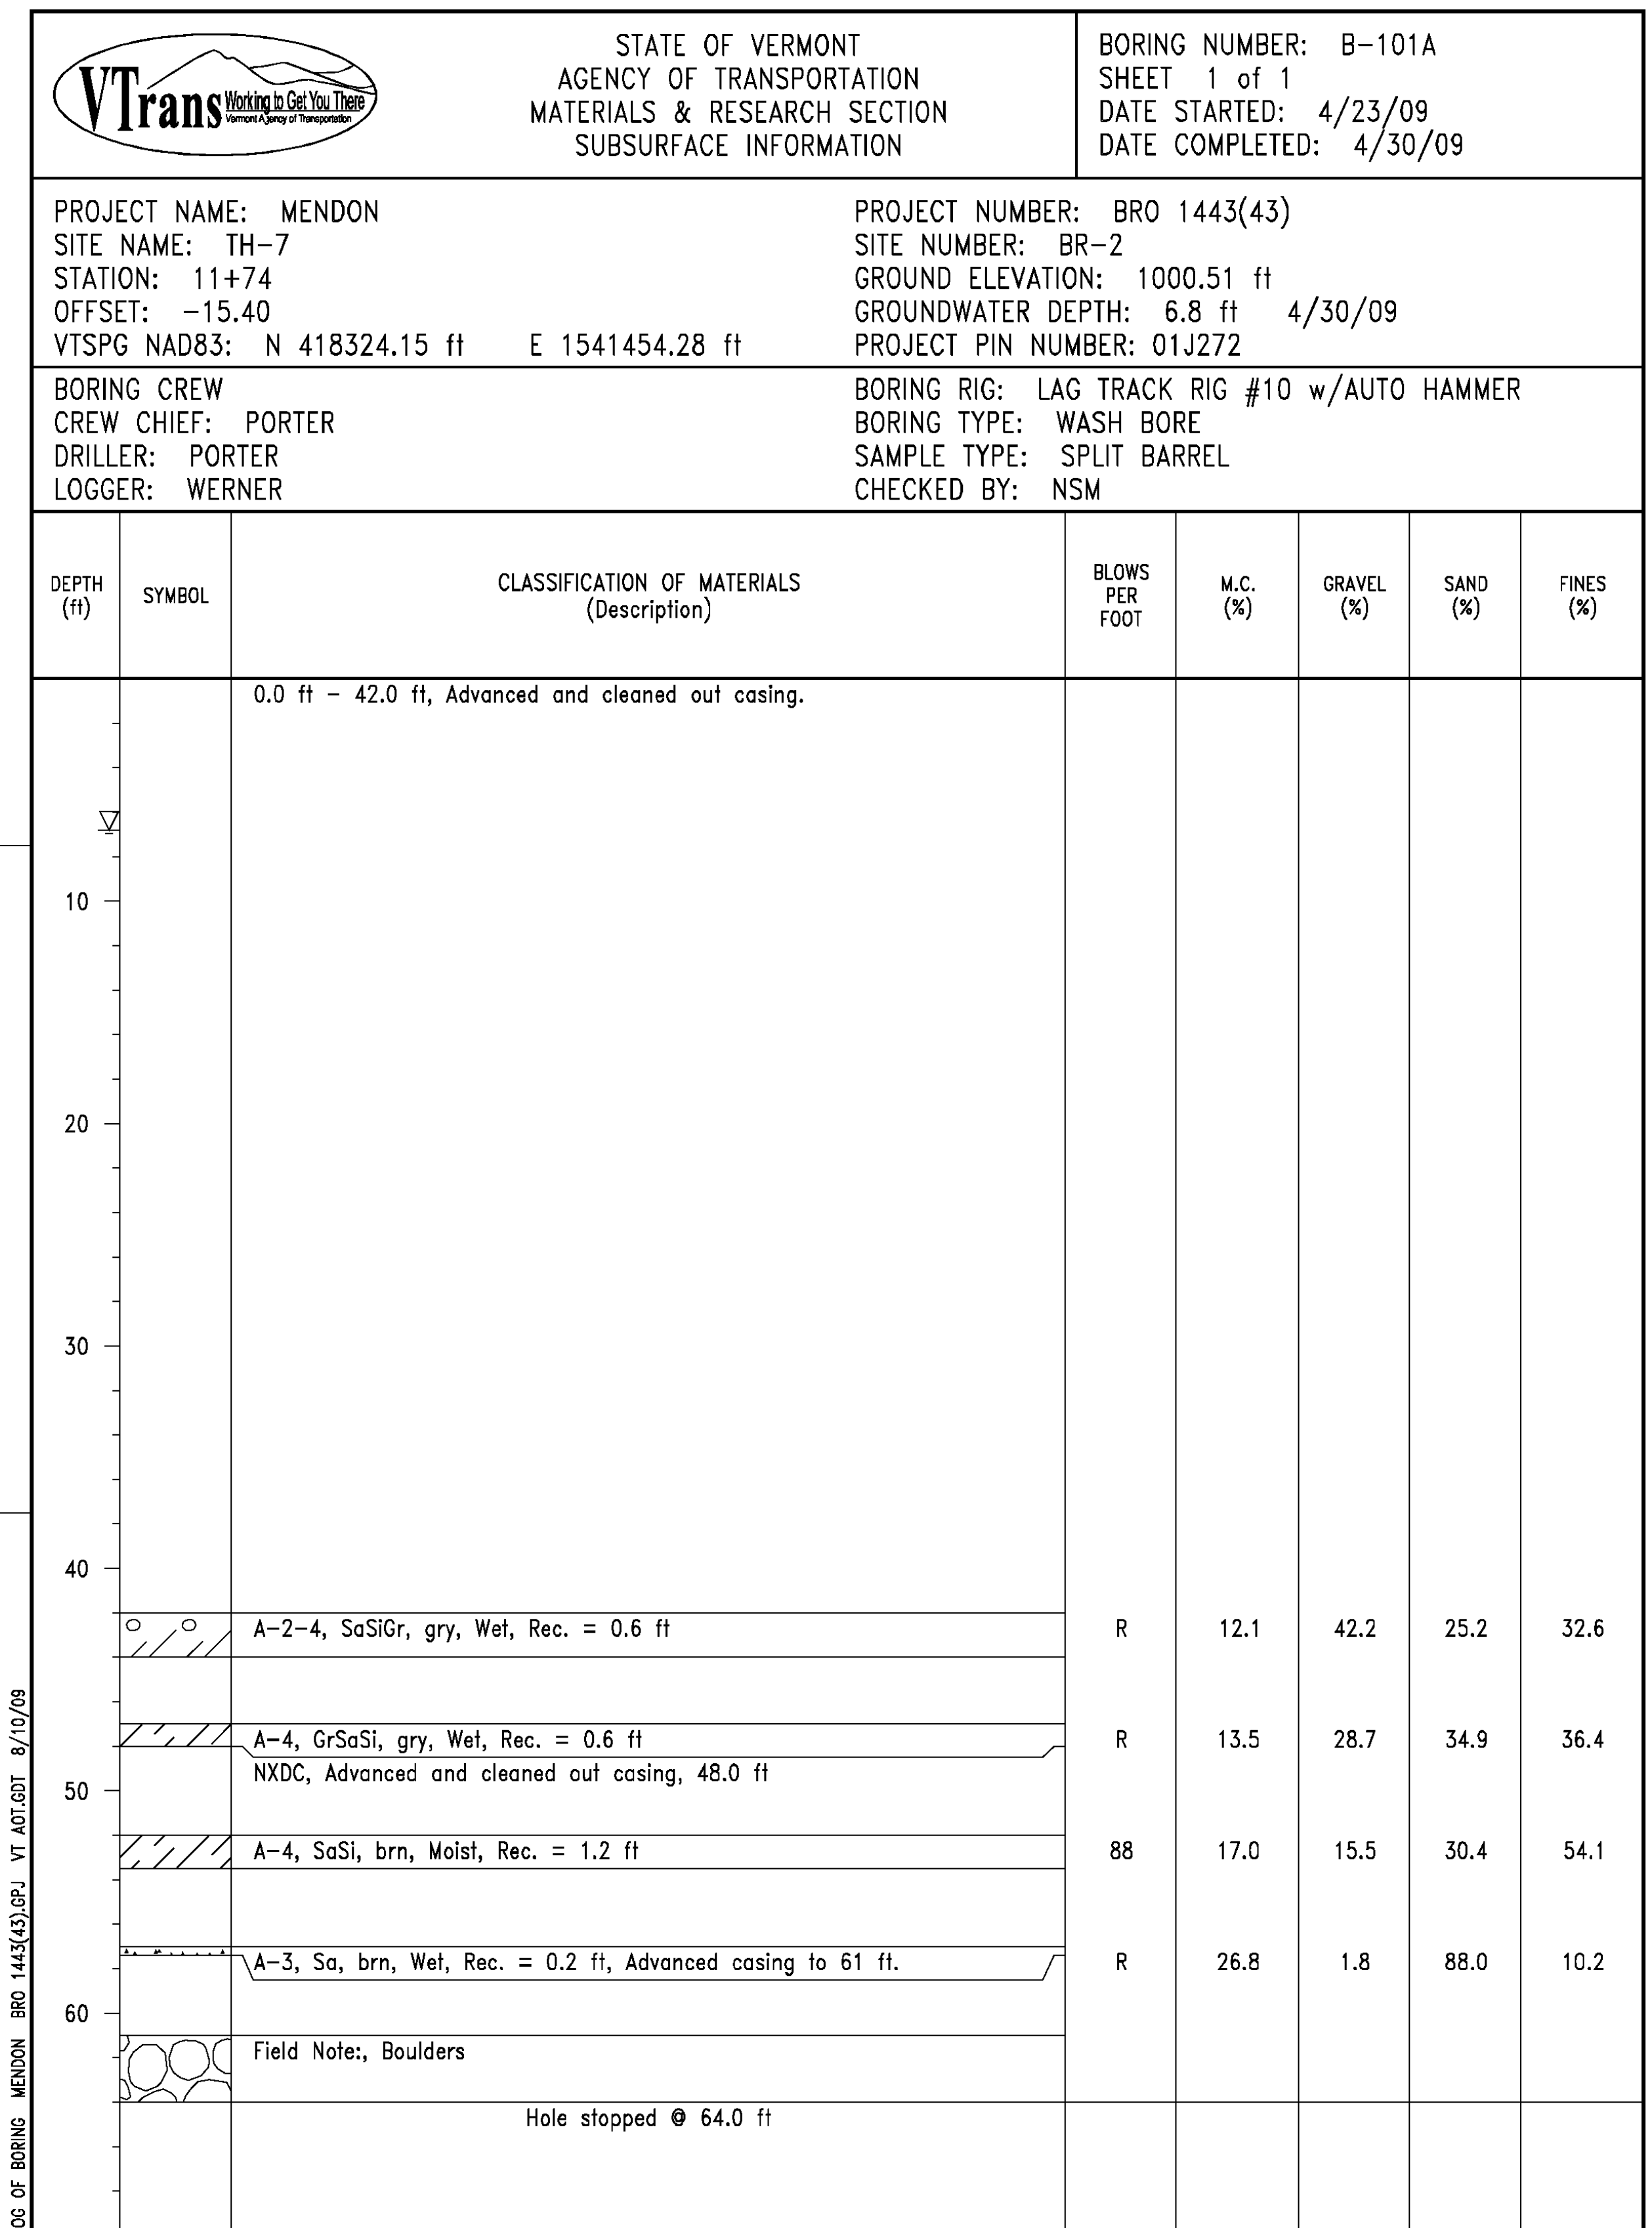 VTrans Working to Get You There
Vermont Agency of Transportation
STATE OF VERMONT
AGENCY OF TRANSPORTATION
MATERIALS & RESEARCH SECTION
SUBSURFACE INFORMATION
BORING NUMBER: B-101A
SHEET 1 of 1
DATE STARTED: 4/23/09
DATE COMPLETED: 4/30/09
PROJECT NAME: MENDON
SITE NAME: TH-7
STATION: 11+74
OFFSET: -15.40
VTSPG NAD83: N 418324.15 ft E 1541454.28 ft
PROJECT NUMBER: BRO 1443(43)
SITE NUMBER: BR-2
GROUND ELEVATION: 1000.51 ft
GROUNDWATER DEPTH: 6.8 ft 4/30/09
PROJECT PIN NUMBER: 01J272
BORING CREW
CREW CHIEF: PORTER
DRILLER: PORTER
LOGGER: WERNER
BORING RIG: LAG TRACK RIG #10 w/AUTO HAMMER
BORING TYPE: WASH BORE
SAMPLE TYPE: SPLIT BARREL
CHECKED BY: NSM
DEPTH
(ft)
SYMBOL
CLASSIFICATION OF MATERIALS
(Description)
BLOWS
PER
FOOT
M.C.
(%)
GRAVEL
(%)
SAND
(%)
FINES
(%)
0.0 ft - 42.0 ft, Advanced and cleaned out casing.
10
20
30
40
A-2-4, SaSiGr, gry, Wet, Rec. = 0.6 ft R 12.1 42.2 25.2 32.6
A-4, GrSaSi, gry, Wet, Rec. = 0.6 ft R 13.5 28.7 34.9 36.4
NXDC, Advanced and cleaned out casing, 48.0 ft
50
A-4, SaSi, brn, Moist, Rec. = 1.2 ft 88 17.0 15.5 30.4 54.1
A-3, Sa, brn, Wet, Rec. = 0.2 ft, Advanced casing to 61 ft. R 26.8 1.8 88.0 10.2
60
Field Note:, Boulders
Hole stopped @ 64.0 ft
OG OF BORING MENDON BRO 1443(43).GPJ VT AOT.GDT 8/10/09